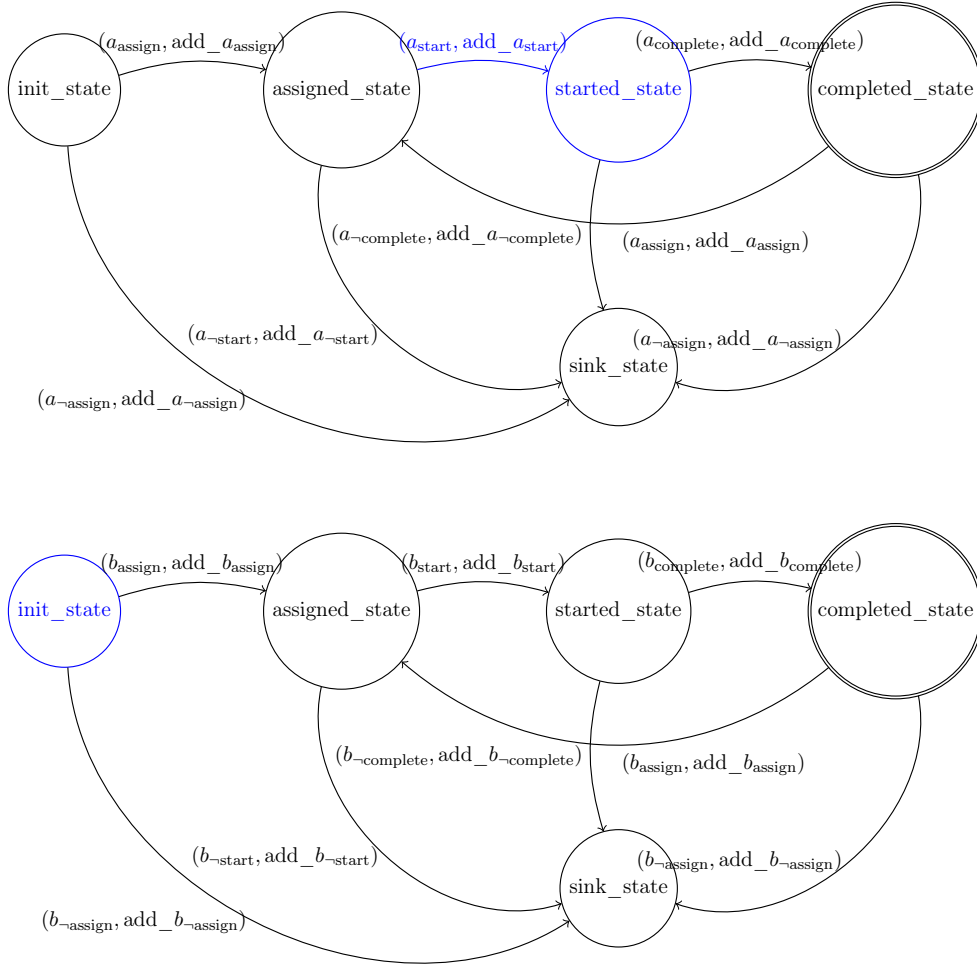 (a_assign, add_a_assign) (a_start, add_a_start) (a_complete, add_a_complete)
init_state assigned_state started_state completed_state
(a_¬complete, add_a_¬complete) (a_assign, add_a_assign)
(a_¬start, add_a_¬start) (a_¬assign, add_a_¬assign)
sink_state
(a_¬assign, add_a_¬assign)
(b_assign, add_b_assign) (b_start, add_b_start) (b_complete, add_b_complete)
init_state assigned_state started_state completed_state
(b_¬complete, add_b_¬complete) (b_assign, add_b_assign)
(b_¬start, add_b_¬start) (b_¬assign, add_b_¬assign)
sink_state
(b_¬assign, add_b_¬assign)